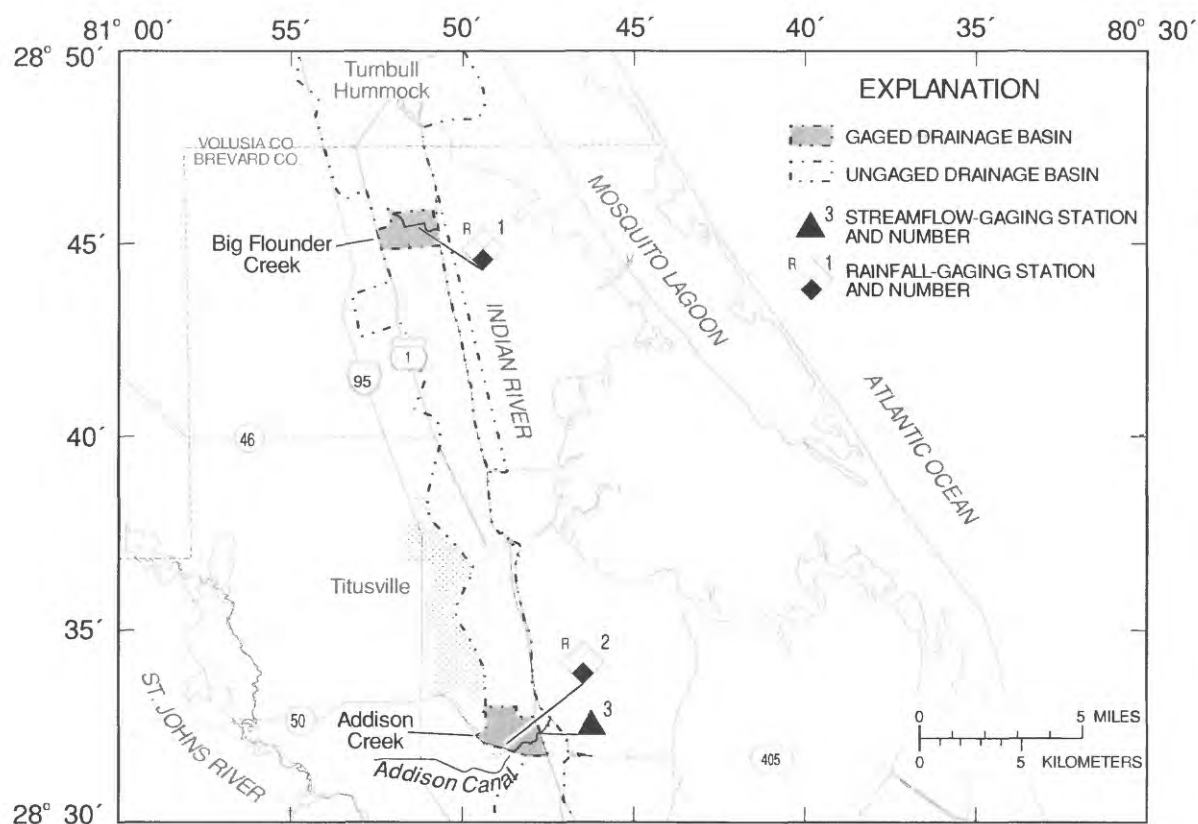 81° 00′ 55′ 50′ 45′ 40′ 35′ 80° 30′
28° 50′
Turnbull
Hummock
EXPLANATION
GAGED DRAINAGE BASIN
UNGAGED DRAINAGE BASIN
3 STREAMFLOW-GAGING STATION
AND NUMBER
R 1 RAINFALL-GAGING STATION
AND NUMBER
VOLUSIA CO
BREVARD CO
MOSQUITO LAGOON
45′
Big Flounder
Creek
R 1
INDIAN RIVER
1
95
ATLANTIC OCEAN
40′
46
Titusville
35′
R 2
ST. JOHNS RIVER
50
Addison
Creek
3
Addison Canal
405
0 5 MILES
0 5 KILOMETERS
28° 30′